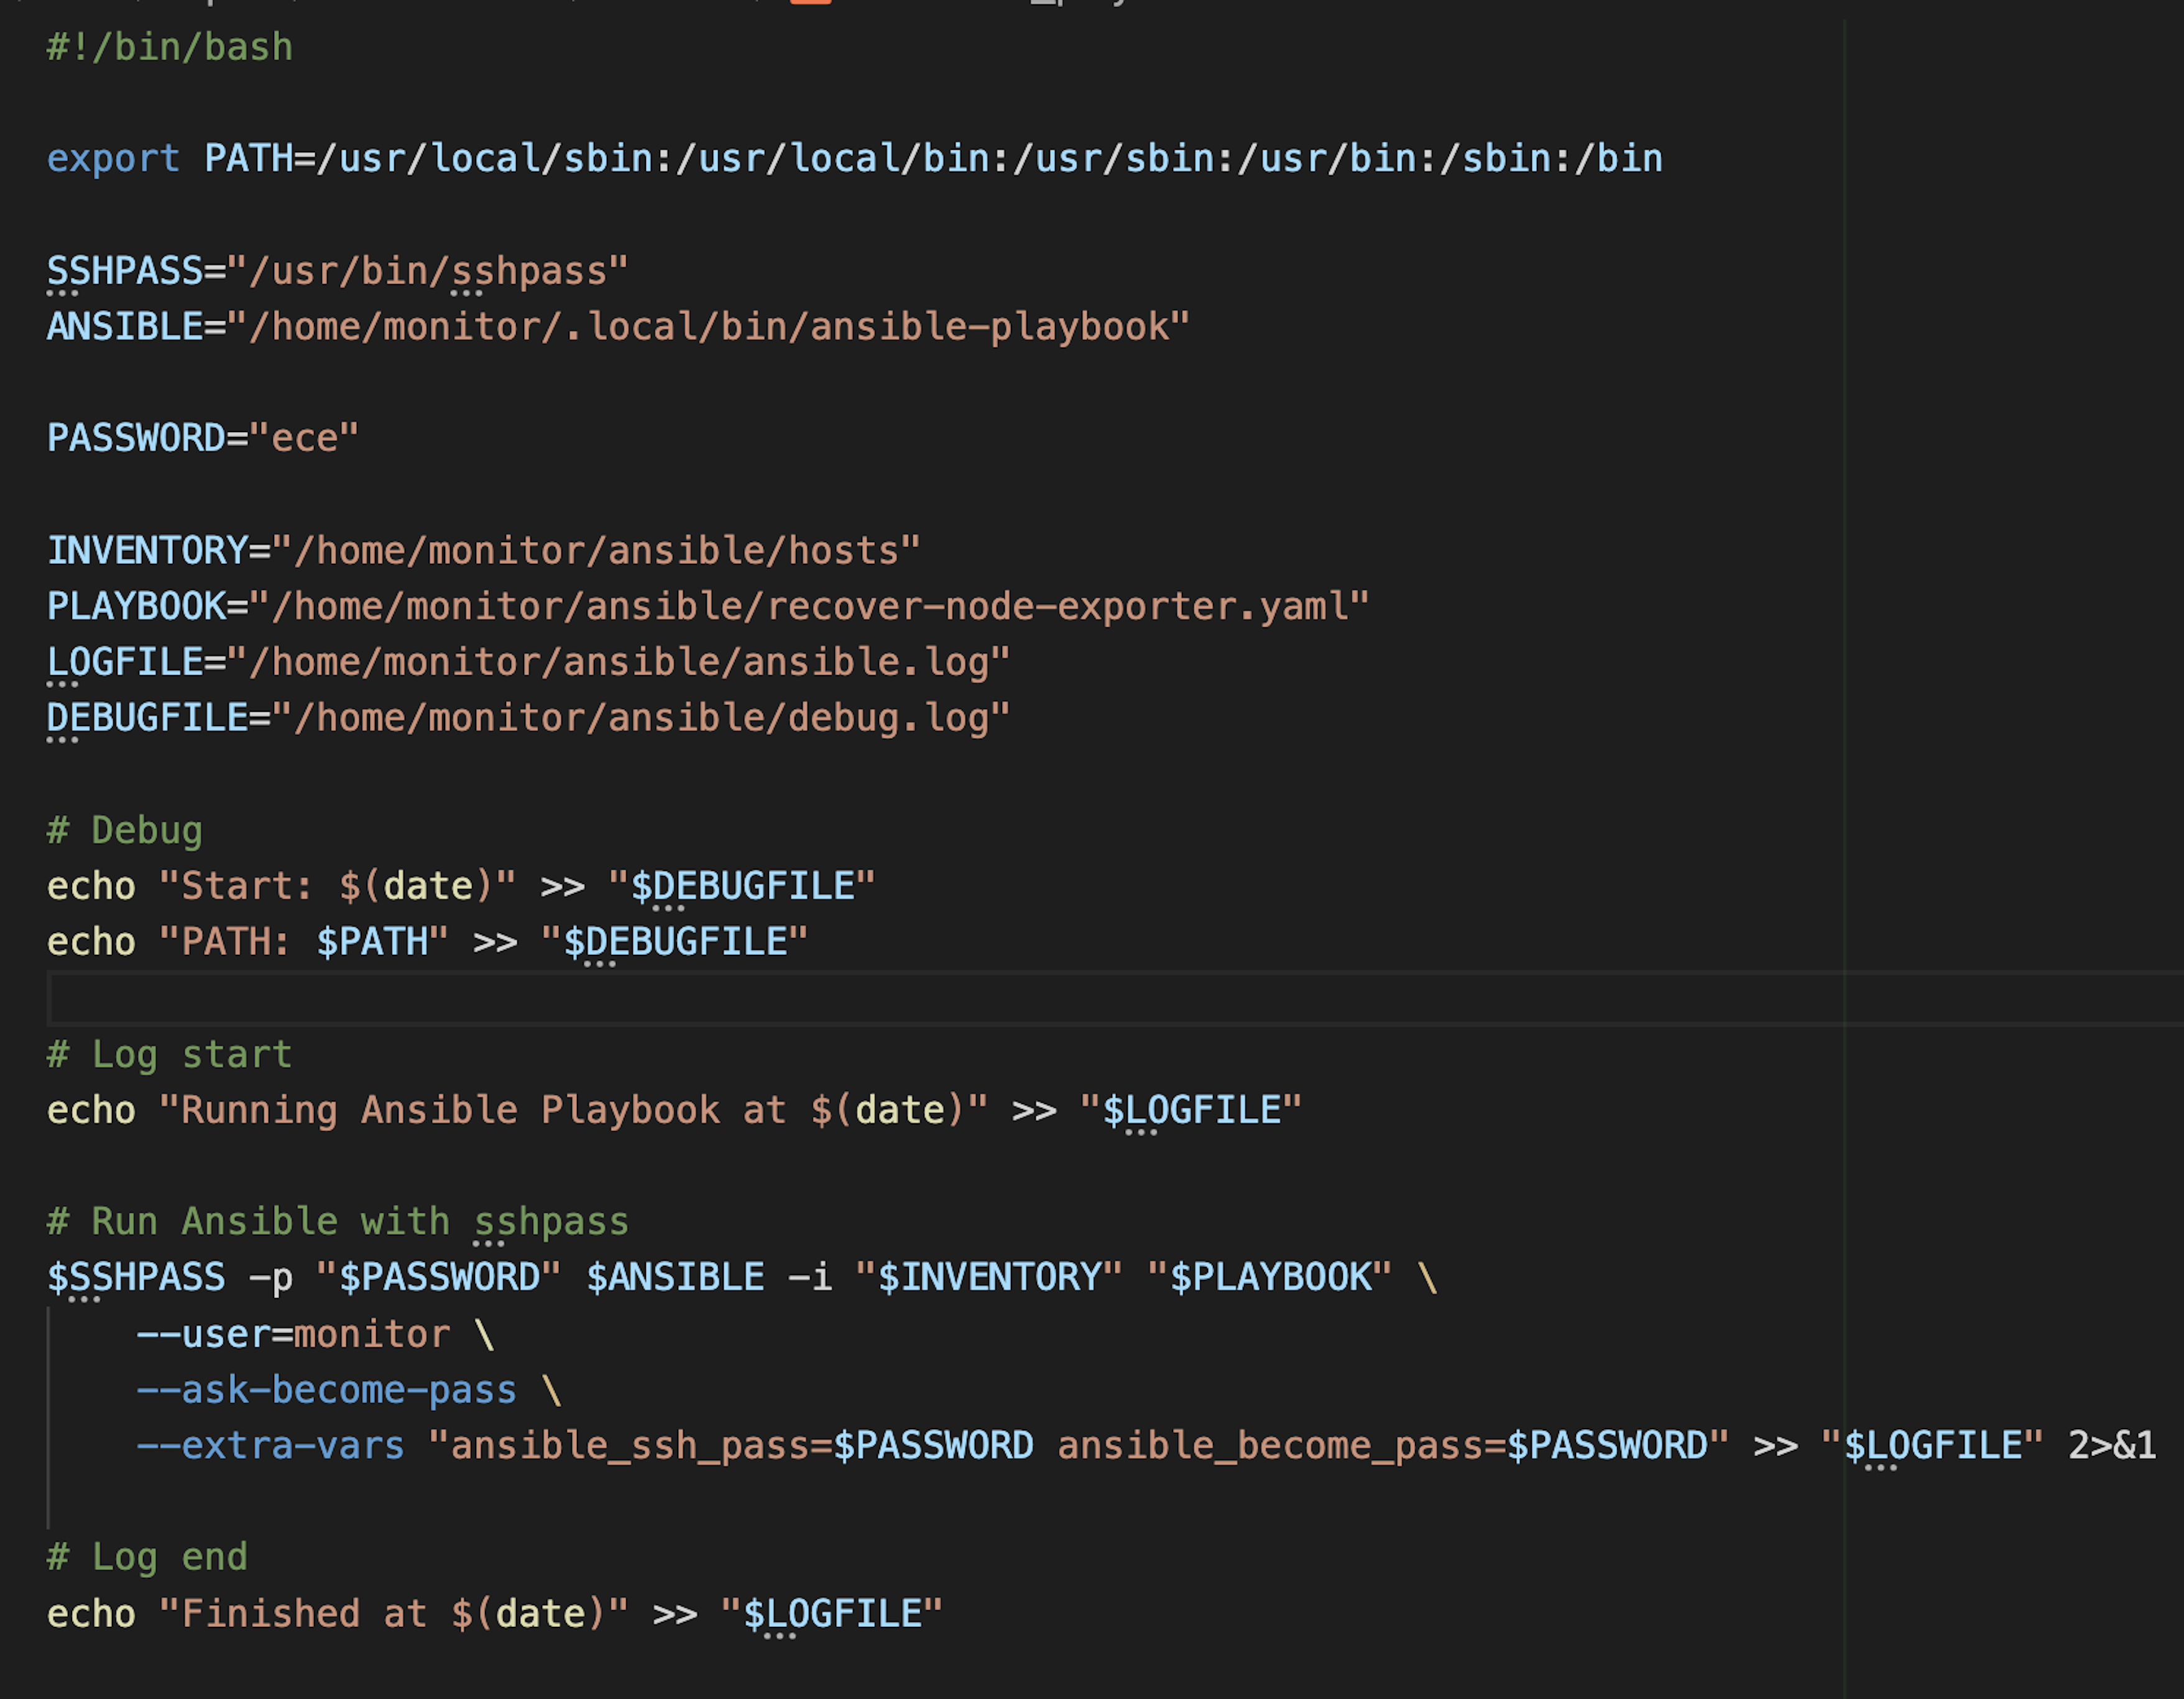 #!/bin/bash
export PATH=/usr/local/sbin:/usr/local/bin:/usr/sbin:/usr/bin:/sbin:/bin
SSHPASS="/usr/bin/sshpass"
ANSIBLE="/home/monitor/.local/bin/ansible-playbook"
PASSWORD="ece"
INVENTORY="/home/monitor/ansible/hosts"
PLAYBOOK="/home/monitor/ansible/recover-node-exporter.yaml"
LOGFILE="/home/monitor/ansible/ansible.log"
DEBUGFILE="/home/monitor/ansible/debug.log"
# Debug
echo "Start: $(date)" >> "$DEBUGFILE"
echo "PATH: $PATH" >> "$DEBUGFILE"
# Log start
echo "Running Ansible Playbook at $(date)" >> "$LOGFILE"
# Run Ansible with sshpass
$SSHPASS -p "$PASSWORD" $ANSIBLE -i "$INVENTORY" "$PLAYBOOK" \
    --user=monitor \
    --ask-become-pass \
    --extra-vars "ansible_ssh_pass=$PASSWORD ansible_become_pass=$PASSWORD" >> "$LOGFILE" 2>&1
# Log end
echo "Finished at $(date)" >> "$LOGFILE"